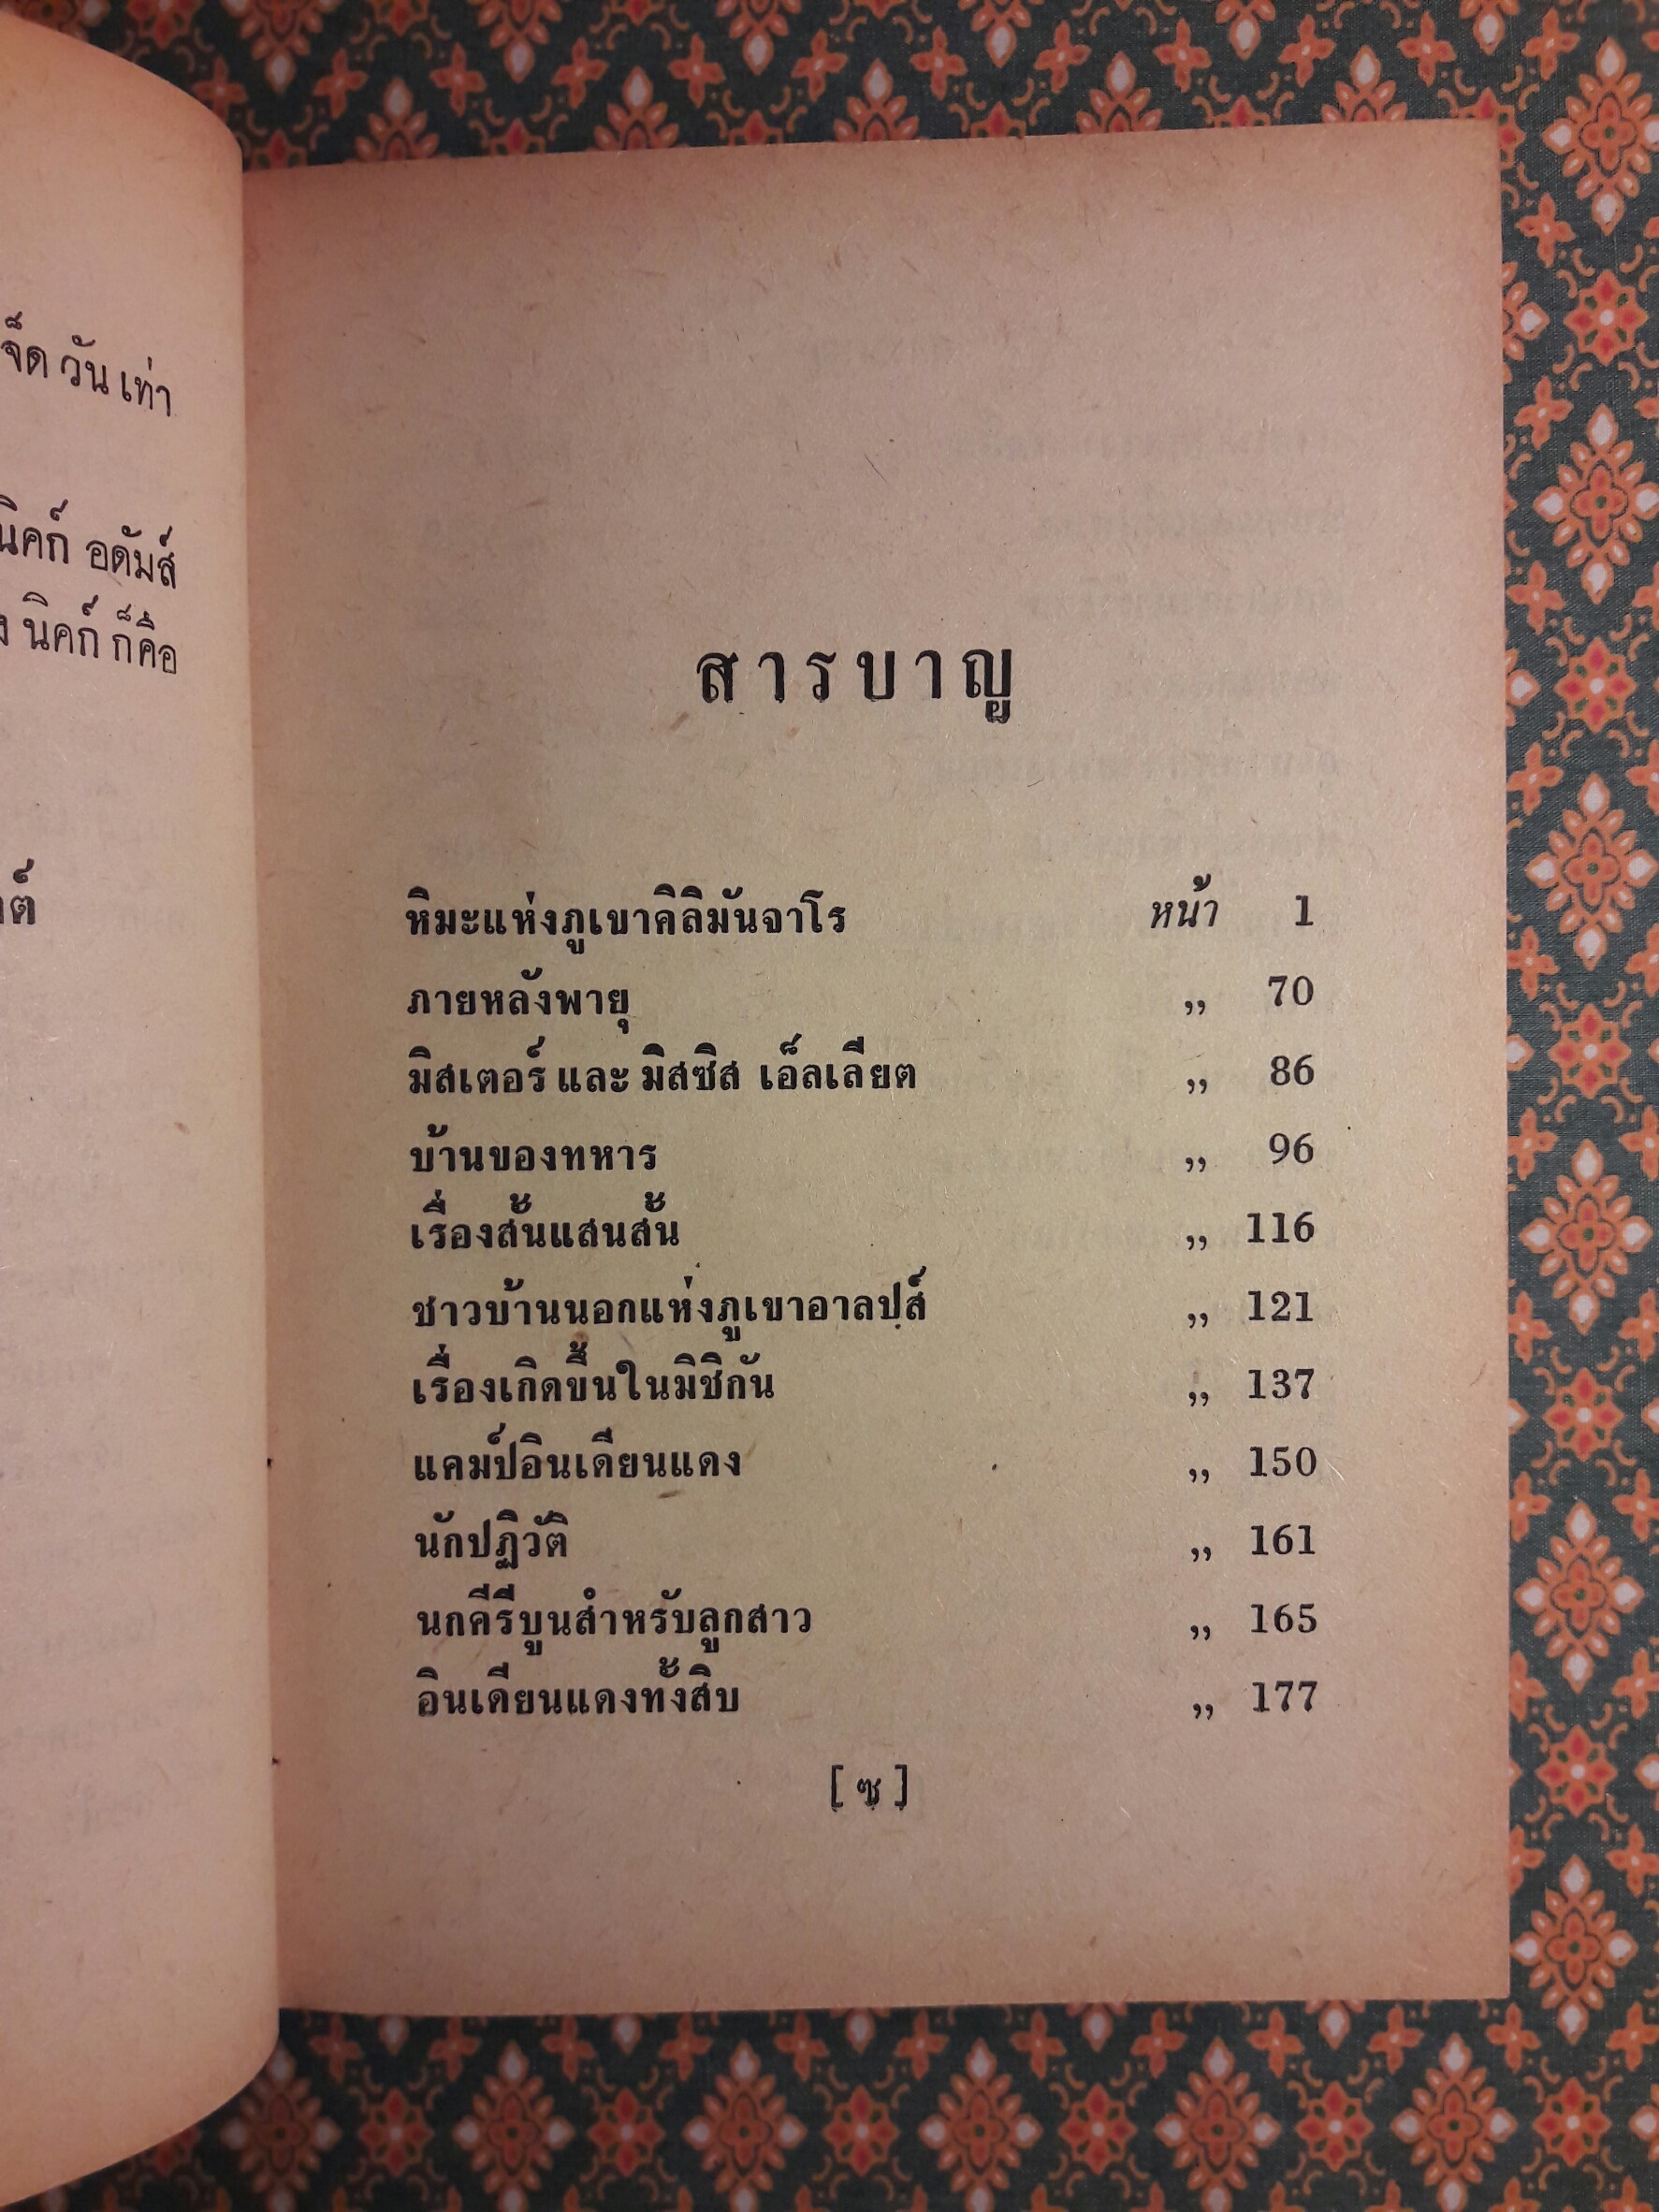 วัน เท่า
นิคก์ อดัมส์
นิคก์ ก็คือ
สารบาญ
หิมะแห่งภูเขาคิลิมันจาโร หน้า 1
ภายหลังพายุ ,, 70
มิสเตอร์ และ มิสซิส เอ็ลเลียต ,, 86
บ้านของทหาร ,, 96
เรื่องสั้นแสนสั้น ,, 116
ชาวบ้านนอกแห่งภูเขาอาลปส์ ,, 121
เรื่องเกิดขึ้นในมิชิกัน ,, 137
แคมป์อินเดียนแดง ,, 150
นักปฏิวัติ ,, 161
นกคีรีบูนสำหรับลูกสาว ,, 165
อินเดียนแดงทั้งสิบ ,, 177
[ ซ ]